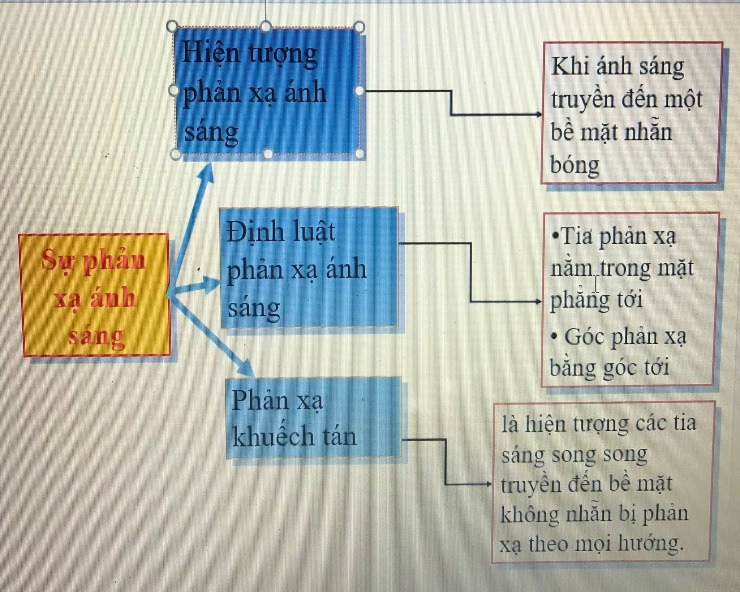 Hiện tượng
phản xạ ánh
sáng
Khi ánh sáng
truyền đến một
bề mặt nhẵn
bóng
Sự phản
xạ ánh
sáng
Định luật
phản xạ ánh
sáng
•Tia phản xạ
nằm trong mặt
phẳng tới
• Góc phản xạ
bằng góc tới
Phản xạ
khuếch tán
là hiện tượng các tia
sáng song song
truyền đến bề mặt
không nhẵn bị phản
xạ theo mọi hướng.